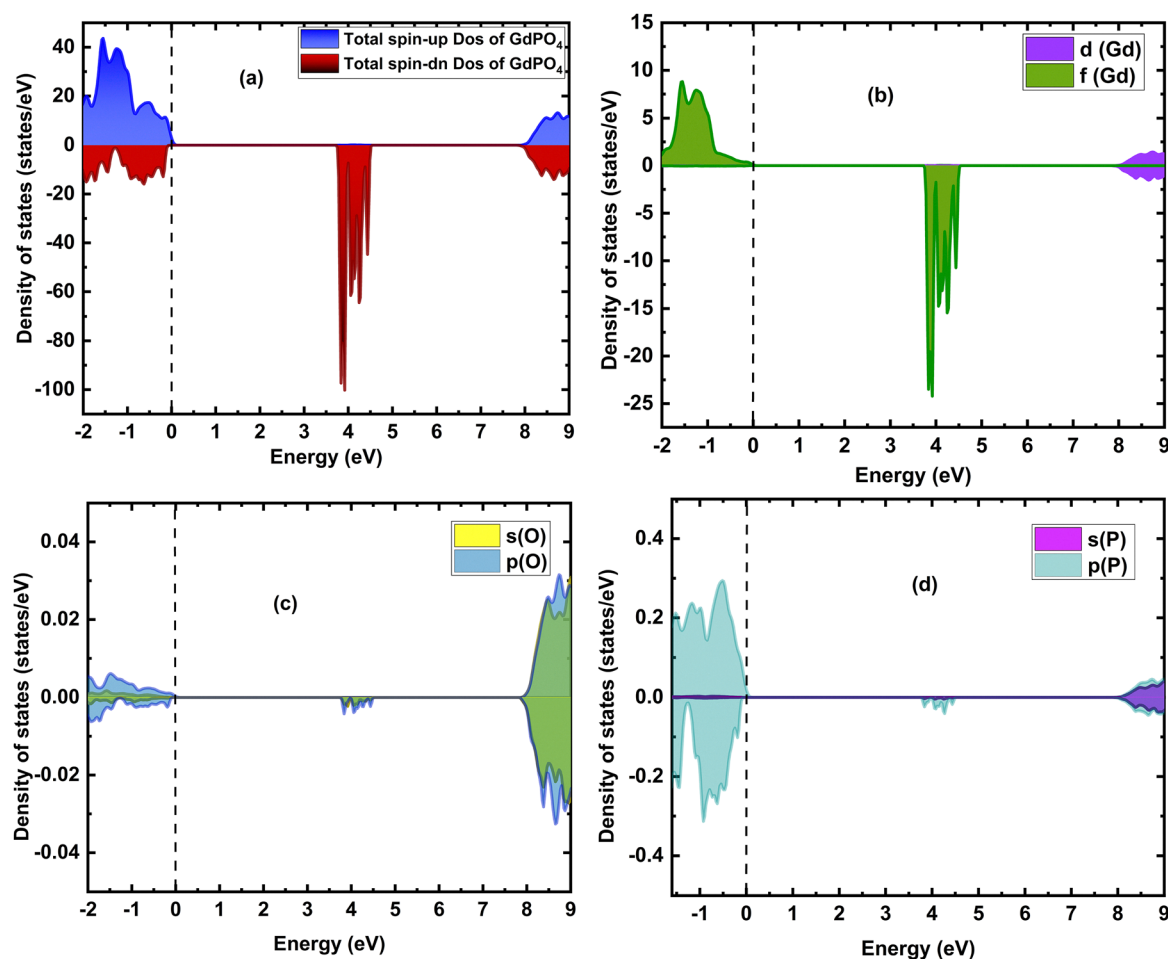 Total spin-up Dos of GdPO4
Total spin-dn Dos of GdPO4
(a)
Density of states (states/eV)
40
20
0
-20
-40
-60
-80
-100
-2 -1 0 1 2 3 4 5 6 7 8 9
Energy (eV)
d (Gd)
f (Gd)
(b)
Density of states (states/eV)
15
10
5
0
-5
-10
-15
-20
-25
-2 -1 0 1 2 3 4 5 6 7 8 9
Energy (eV)
s(O)
p(O)
(c)
Density of states (states/eV)
0.04
0.02
0.00
-0.02
-0.04
-2 -1 0 1 2 3 4 5 6 7 8 9
Energy (eV)
s(P)
p(P)
(d)
Density of states (states/eV)
0.4
0.2
0.0
-0.2
-0.4
-1 0 1 2 3 4 5 6 7 8 9
Energy (eV)